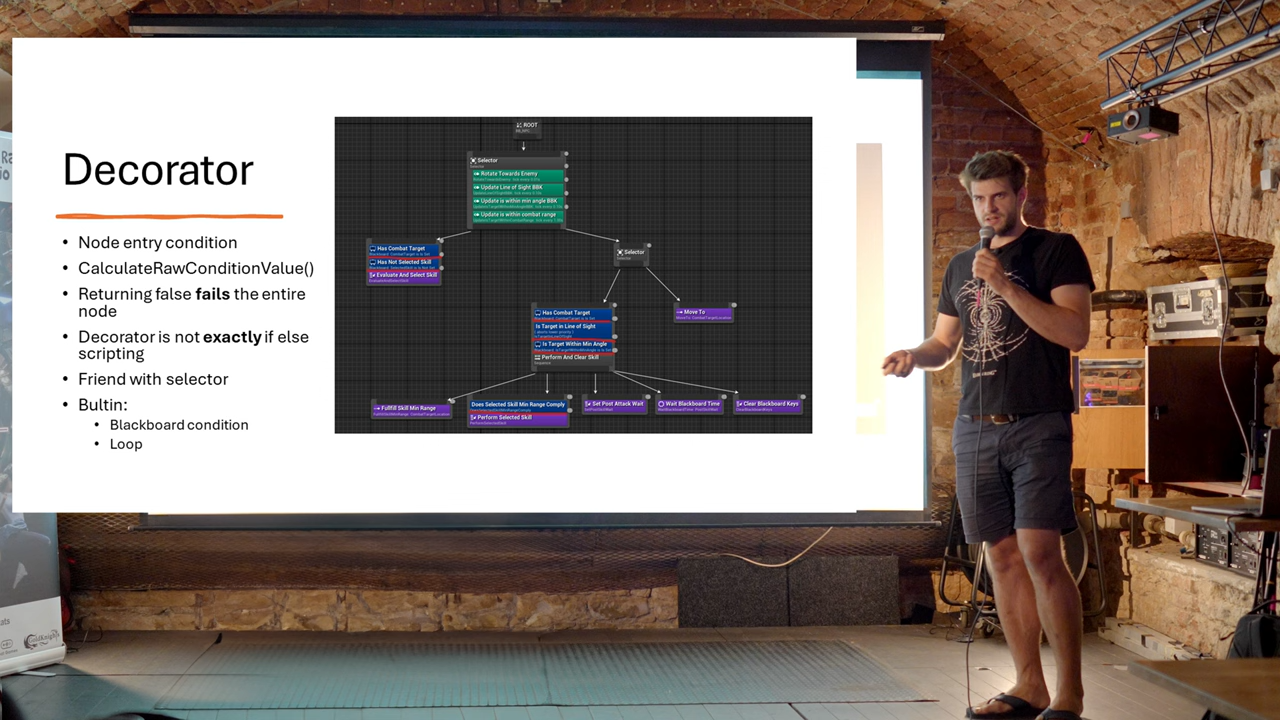 Decorator
Node entry condition
CalculateRawConditionValue()
Returning false fails the entire
node
Decorator is not exactly if else
scripting
Friend with selector
Bultin:
Blackboard condition
Loop
ROOT
Selector
Rotate Towards Enemy
Update Line of Sight BBK
Update is within min angle BBK
Update is within combat range
Has Combat Target
Has Not Selected Skill
Evaluate And Select Skill
Selector
Has Combat Target
Is Target in Line of Sight
Is Target Within Min Angle
Perform And Clear Skill
Move To
Fullfill Skill Min Range
Does Selected Skill Min Range Comply
Perform Selected Skill
Set Post Attack Wait
Wait Blackboard Time
Clear Blackboard Keys